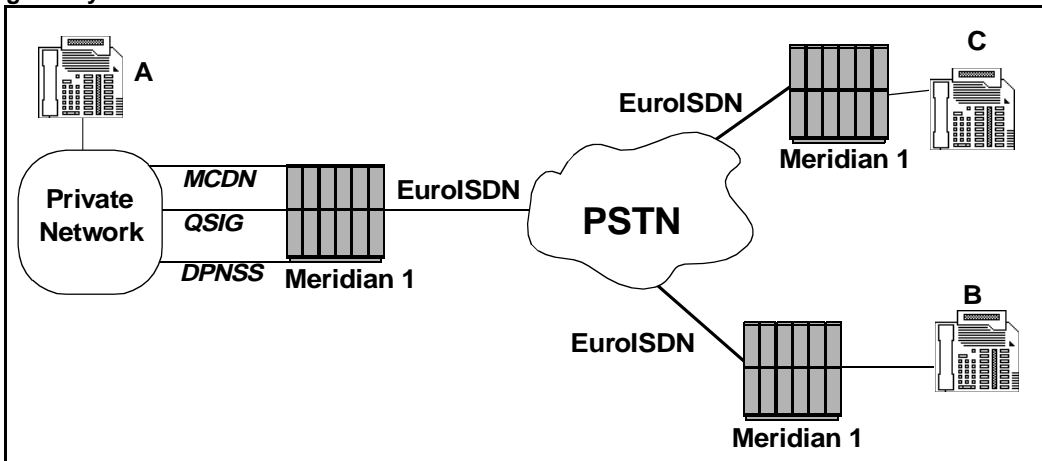 A
C
EuroISDN
Meridian 1
Private
Network
MCDN
QSIG
DPNSS
Meridian 1
EuroISDN
PSTN
B
EuroISDN
Meridian 1